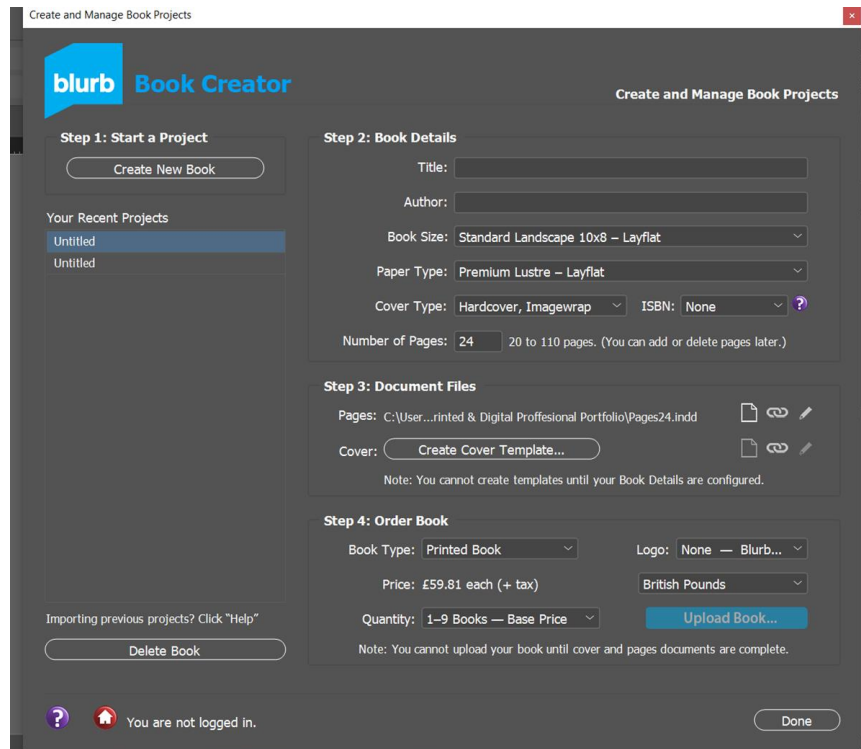 Create and Manage Book Projects
blurb Book Creator
Create and Manage Book Projects
Step 1: Start a Project
Create New Book
Your Recent Projects
Untitled
Untitled
Importing previous projects? Click "Help"
Delete Book
Step 2: Book Details
Title:
Author:
Book Size: Standard Landscape 10x8 – Layflat
Paper Type: Premium Lustre – Layflat
Cover Type: Hardcover, Imagewrap ISBN: None ?
Number of Pages: 24 20 to 110 pages. (You can add or delete pages later.)
Step 3: Document Files
Pages: C:\User...rinted & Digital Proffesional Portfolio\Pages24.indd
Cover: Create Cover Template...
Note: You cannot create templates until your Book Details are configured.
Step 4: Order Book
Book Type: Printed Book Logo: None — Blurb...
Price: £59.81 each (+ tax) British Pounds
Quantity: 1–9 Books — Base Price Upload Book...
Note: You cannot upload your book until cover and pages documents are complete.
? You are not logged in.
Done